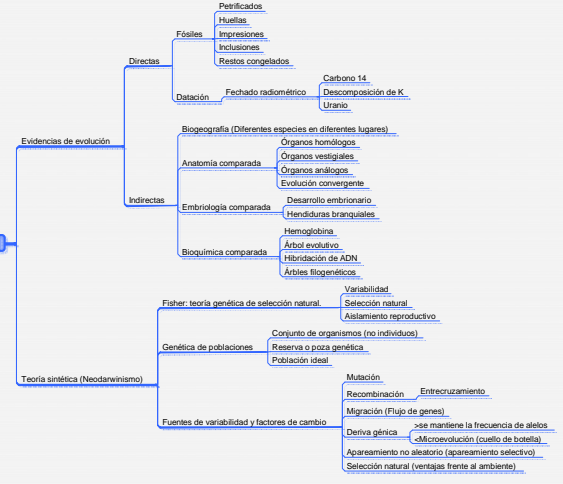 Evidencias de evolución
Directas
Fósiles
Petrificados
Huellas
Impresiones
Inclusiones
Restos congelados
Datación
Fechado radiométrico
Carbono 14
Descomposición de K
Uranio
Indirectas
Biogeografía (Diferentes especies en diferentes lugares)
Anatomía comparada
Órganos homólogos
Órganos vestigiales
Órganos análogos
Evolución convergente
Embriología comparada
Desarrollo embrionario
Hendiduras branquiales
Bioquímica comparada
Hemoglobina
Árbol evolutivo
Hibridación de ADN
Árbles filogenéticos
Teoría sintética (Neodarwinismo)
Fisher: teoría genética de selección natural.
Variabilidad
Selección natural
Aislamiento reproductivo
Genética de poblaciones
Conjunto de organismos (no individuos)
Reserva o poza genética
Población ideal
Fuentes de variabilidad y factores de cambio
Mutación
Recombinación
Entrecruzamiento
Migración (Flujo de genes)
Deriva génica
>se mantiene la frecuencia de alelos
<Microevolución (cuello de botella)
Apareamiento no aleatorio (apareamiento selectivo)
Selección natural (ventajas frente al ambiente)